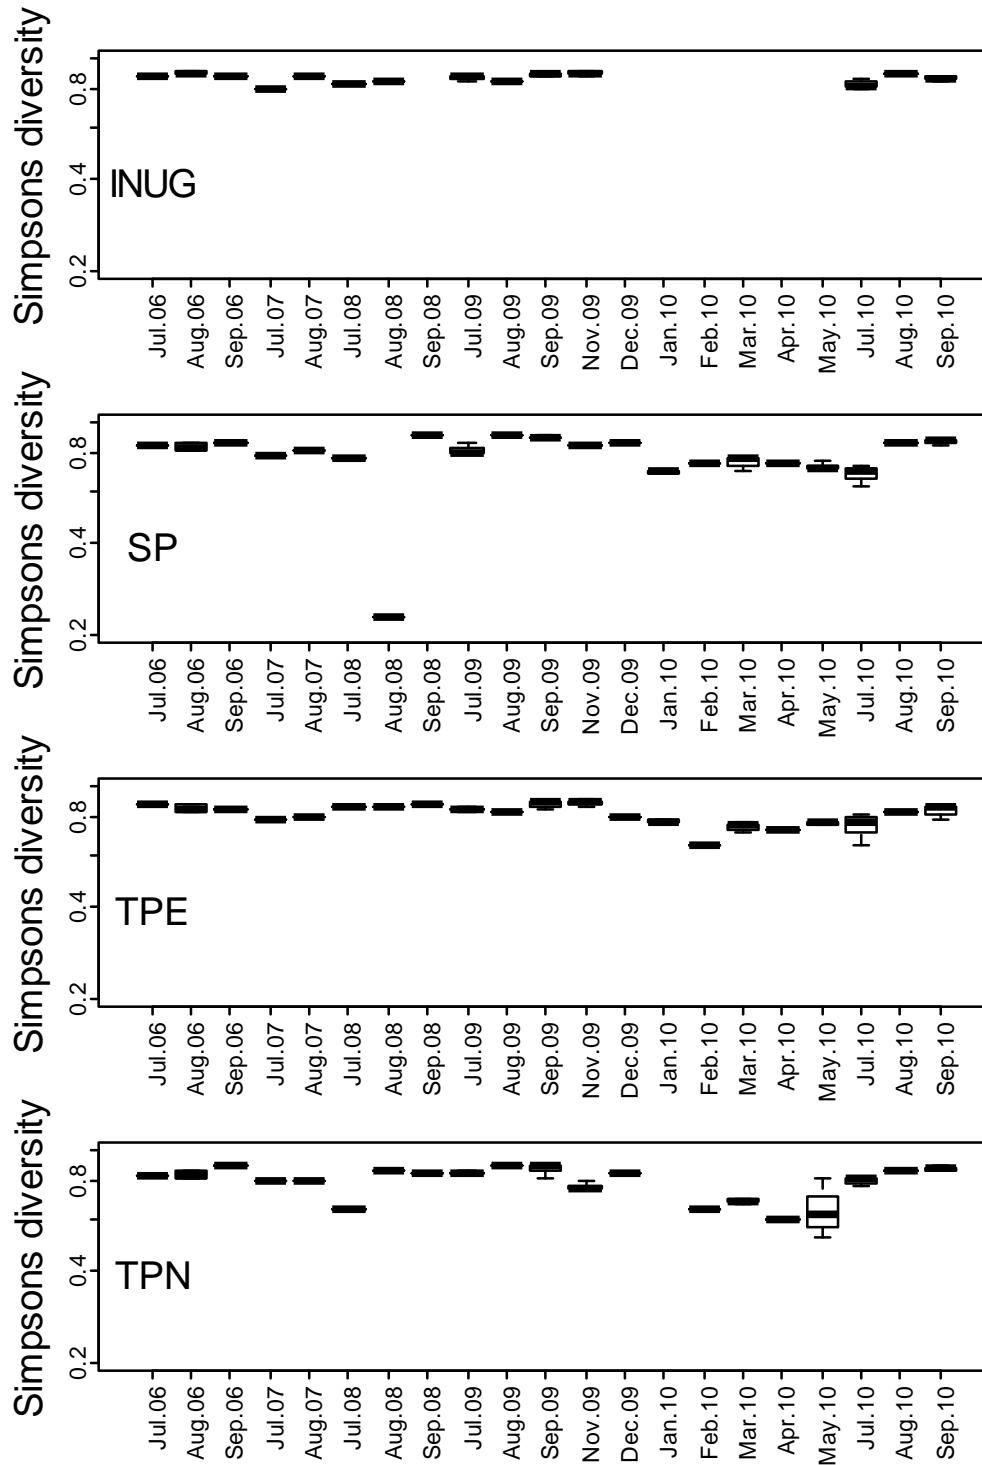 Simpsons diversity
0.8
0.4
0.2
INUG
Jul.06
Aug.06
Sep.06
Jul.07
Aug.07
Jul.08
Aug.08
Sep.08
Jul.09
Aug.09
Sep.09
Nov.09
Dec.09
Jan.10
Feb.10
Mar.10
Apr.10
May.10
Jul.10
Aug.10
Sep.10
Simpsons diversity
0.8
0.4
0.2
SP
Jul.06
Aug.06
Sep.06
Jul.07
Aug.07
Jul.08
Aug.08
Sep.08
Jul.09
Aug.09
Sep.09
Nov.09
Dec.09
Jan.10
Feb.10
Mar.10
Apr.10
May.10
Jul.10
Aug.10
Sep.10
Simpsons diversity
0.8
0.4
0.2
TPE
Jul.06
Aug.06
Sep.06
Jul.07
Aug.07
Jul.08
Aug.08
Sep.08
Jul.09
Aug.09
Sep.09
Nov.09
Dec.09
Jan.10
Feb.10
Mar.10
Apr.10
May.10
Jul.10
Aug.10
Sep.10
Simpsons diversity
0.8
0.4
0.2
TPN
Jul.06
Aug.06
Sep.06
Jul.07
Aug.07
Jul.08
Aug.08
Sep.08
Jul.09
Aug.09
Sep.09
Nov.09
Dec.09
Jan.10
Feb.10
Mar.10
Apr.10
May.10
Jul.10
Aug.10
Sep.10